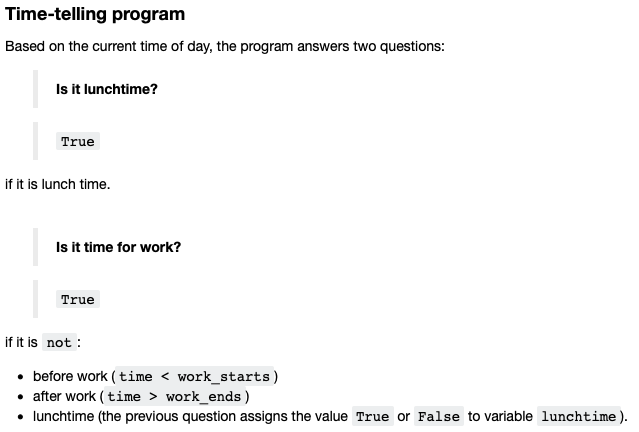 Time-telling program
Based on the current time of day, the program answers two questions:
Is it lunchtime?
True
if it is lunch time.
Is it time for work?
True
if it is not:
• before work (time < work_starts)
• after work (time > work_ends)
• lunchtime (the previous question assigns the value True or False to variable lunchtime).